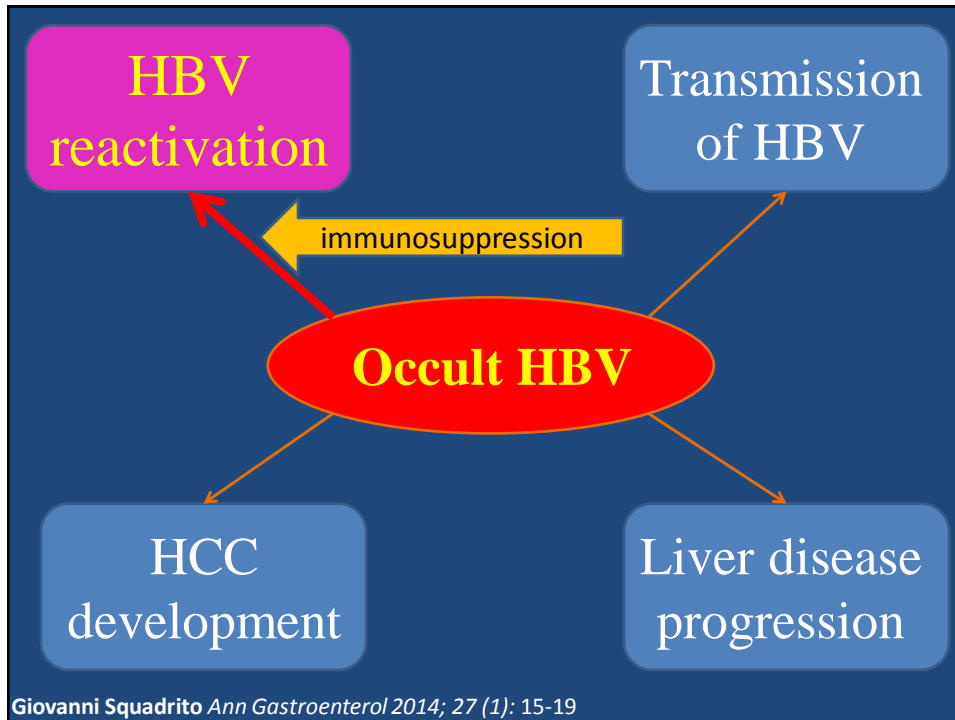 HBV
reactivation
Transmission
of HBV
immunosuppression
Occult HBV
HCC
development
Liver disease
progression
Giovanni Squadrito Ann Gastroenterol 2014; 27 (1): 15-19